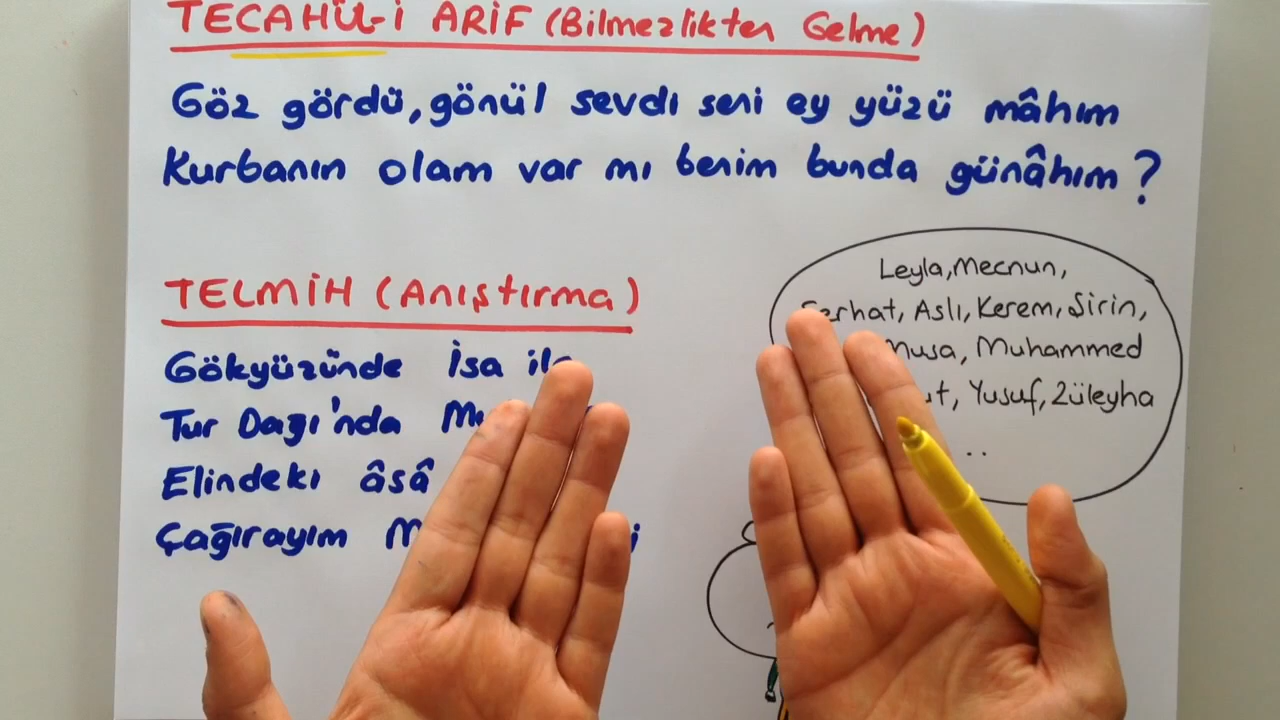 TECAHÜL-İ ARİF (Bilmezlikten Gelme)
Göz gördü, gönül sevdi seni ey yüzü mâhım
Kurbanın olam var mı benim bunda günâhım?
TELMİH (Anıştırma)
Gökyüzünde İsa
Tur Dağı'nda
Elindeki âsâ
Çağırayım
Leyla, Mecnun,
Aslı, Kerem, Şirin,
Musa, Muhammed
Yusuf, Züleyha